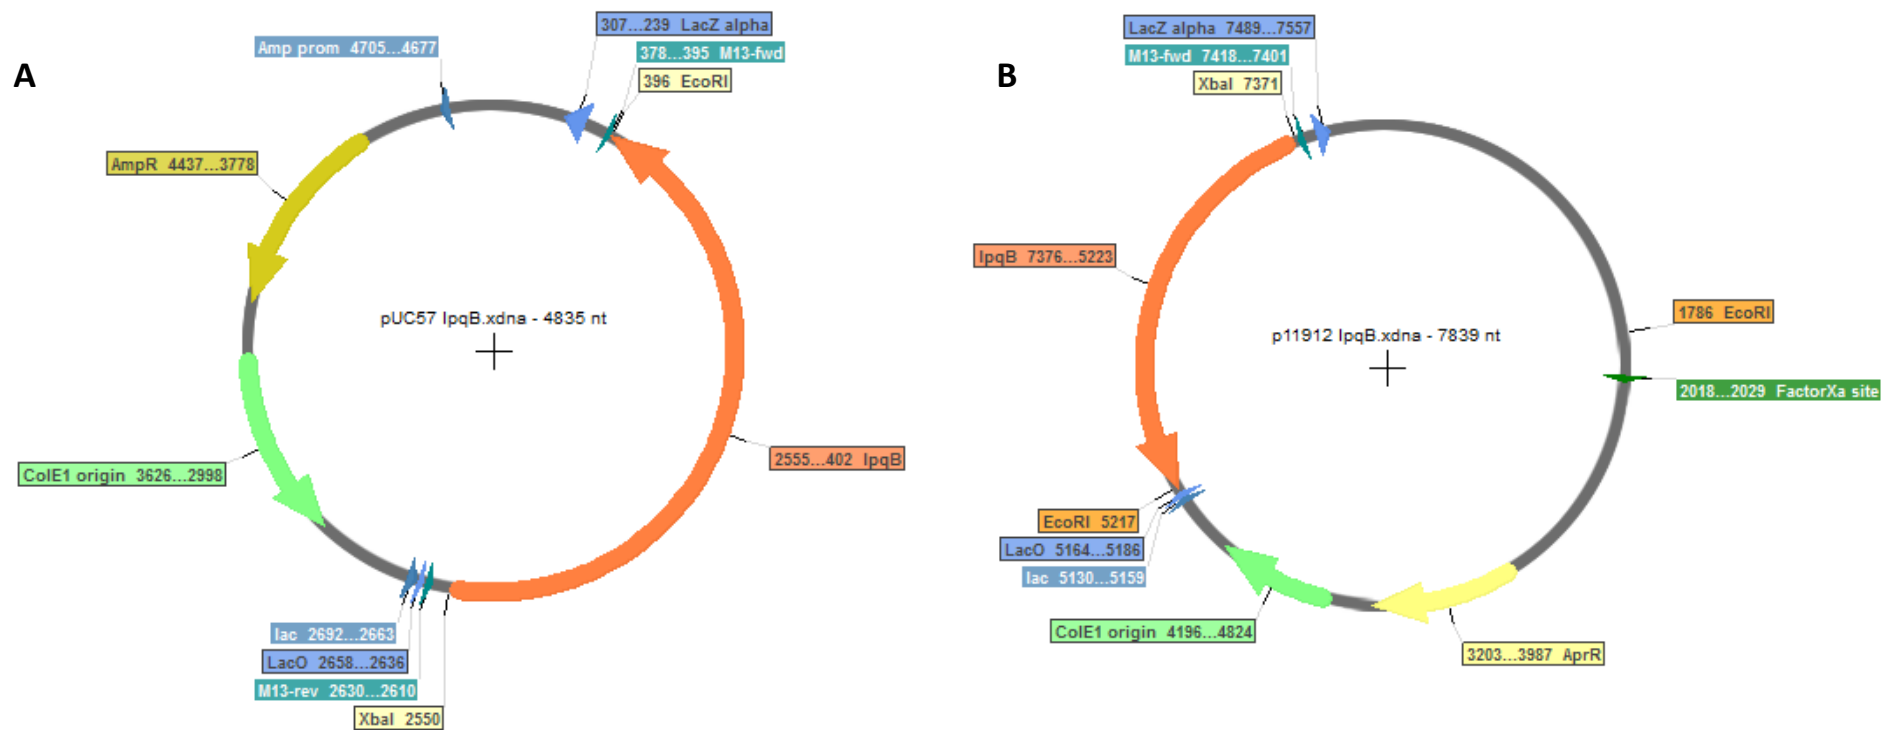 A
Amp prom 4705...4677
307...239 LacZ alpha
378...395 M13-fwd
396 EcoRI
AmpR 4437...3778
pUC57 lpqB.xdna - 4835 nt
2555...402 lpqB
ColE1 origin 3626...2998
lac 2692...2663
LacO 2658...2636
M13-rev 2630...2610
XbaI 2550
B
LacZ alpha 7489...7557
M13-fwd 7418...7401
XbaI 7371
lpqB 7376...5223
1786 EcoRI
p11912 lpqB.xdna - 7839 nt
2018...2029 FactorXa site
EcoRI 5217
LacO 5164...5186
lac 5130...5159
ColE1 origin 4196...4824
3203...3987 AprR